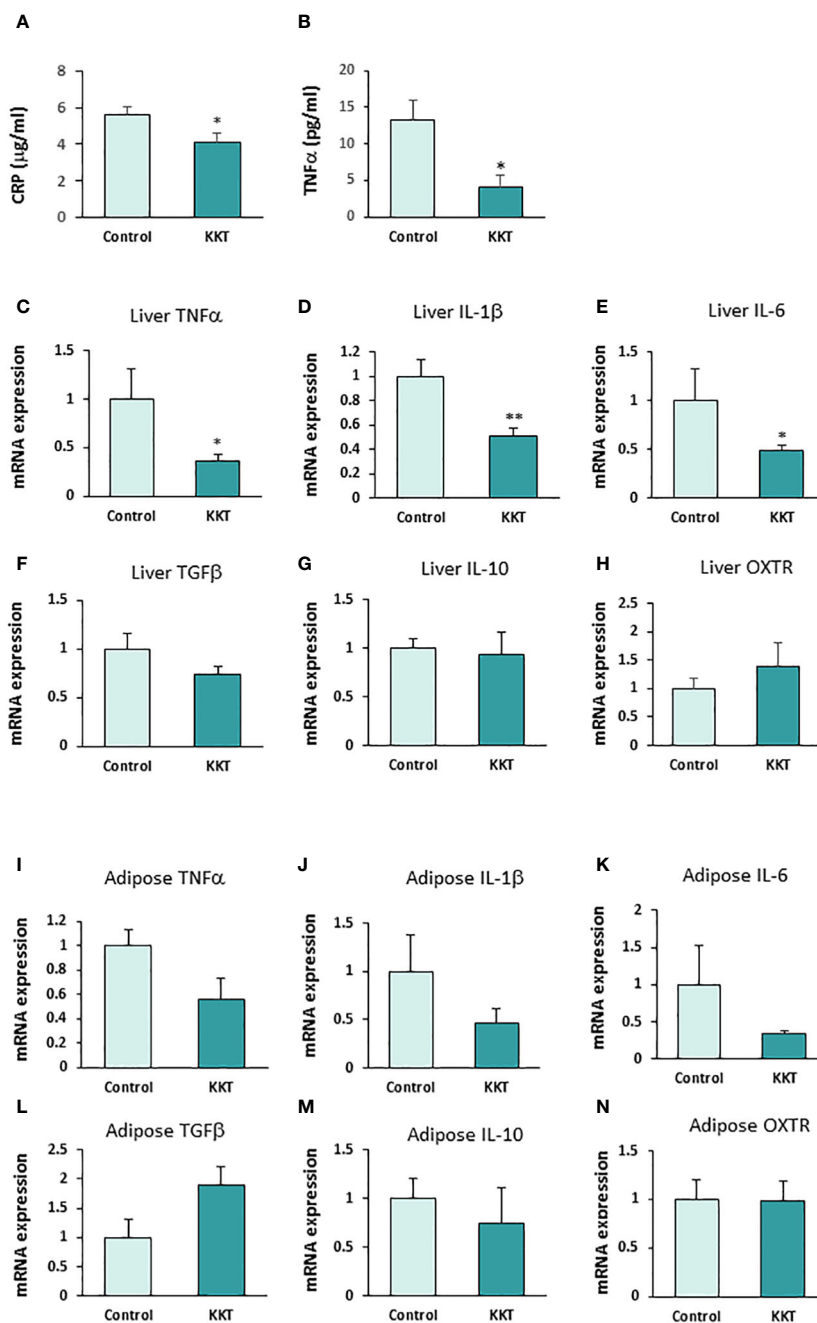 A
B
CRP (µg/ml)
8
6
4
2
0
*
Control
KKT
TNFα (pg/ml)
20
15
10
5
0
*
Control
KKT
C
D
E
Liver TNFα
mRNA expression
1.5
1
0.5
0
*
Control
KKT
Liver IL-1β
mRNA expression
1.2
1
0.8
0.6
0.4
0.2
0
**
Control
KKT
Liver IL-6
mRNA expression
1.5
1
0.5
0
*
Control
KKT
F
G
H
Liver TGFβ
mRNA expression
1.5
1
0.5
0
Control
KKT
Liver IL-10
mRNA expression
1.5
1
0.5
0
Control
KKT
Liver OXTR
mRNA expression
2.5
2
1.5
1
0.5
0
Control
KKT
I
J
K
Adipose TNFα
mRNA expression
1.2
1
0.8
0.6
0.4
0.2
0
Control
KKT
Adipose IL-1β
mRNA expression
1.5
1
0.5
0
Control
KKT
Adipose IL-6
mRNA expression
2
1.5
1
0.5
0
Control
KKT
L
M
N
Adipose TGFβ
mRNA expression
2.5
2
1.5
1
0.5
0
Control
KKT
Adipose IL-10
mRNA expression
1.5
1
0.5
0
Control
KKT
Adipose OXTR
mRNA expression
1.5
1
0.5
0
Control
KKT